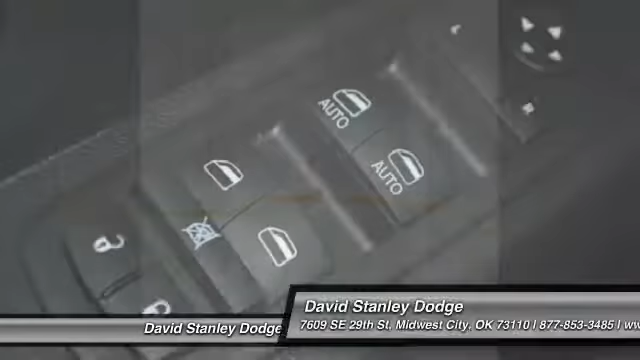 AUTO
AUTO
David Stanley Dodge
7609 SE 29th St, Midwest City, OK 73110 | 877-853-3485 | ww
David Stanley Dodge